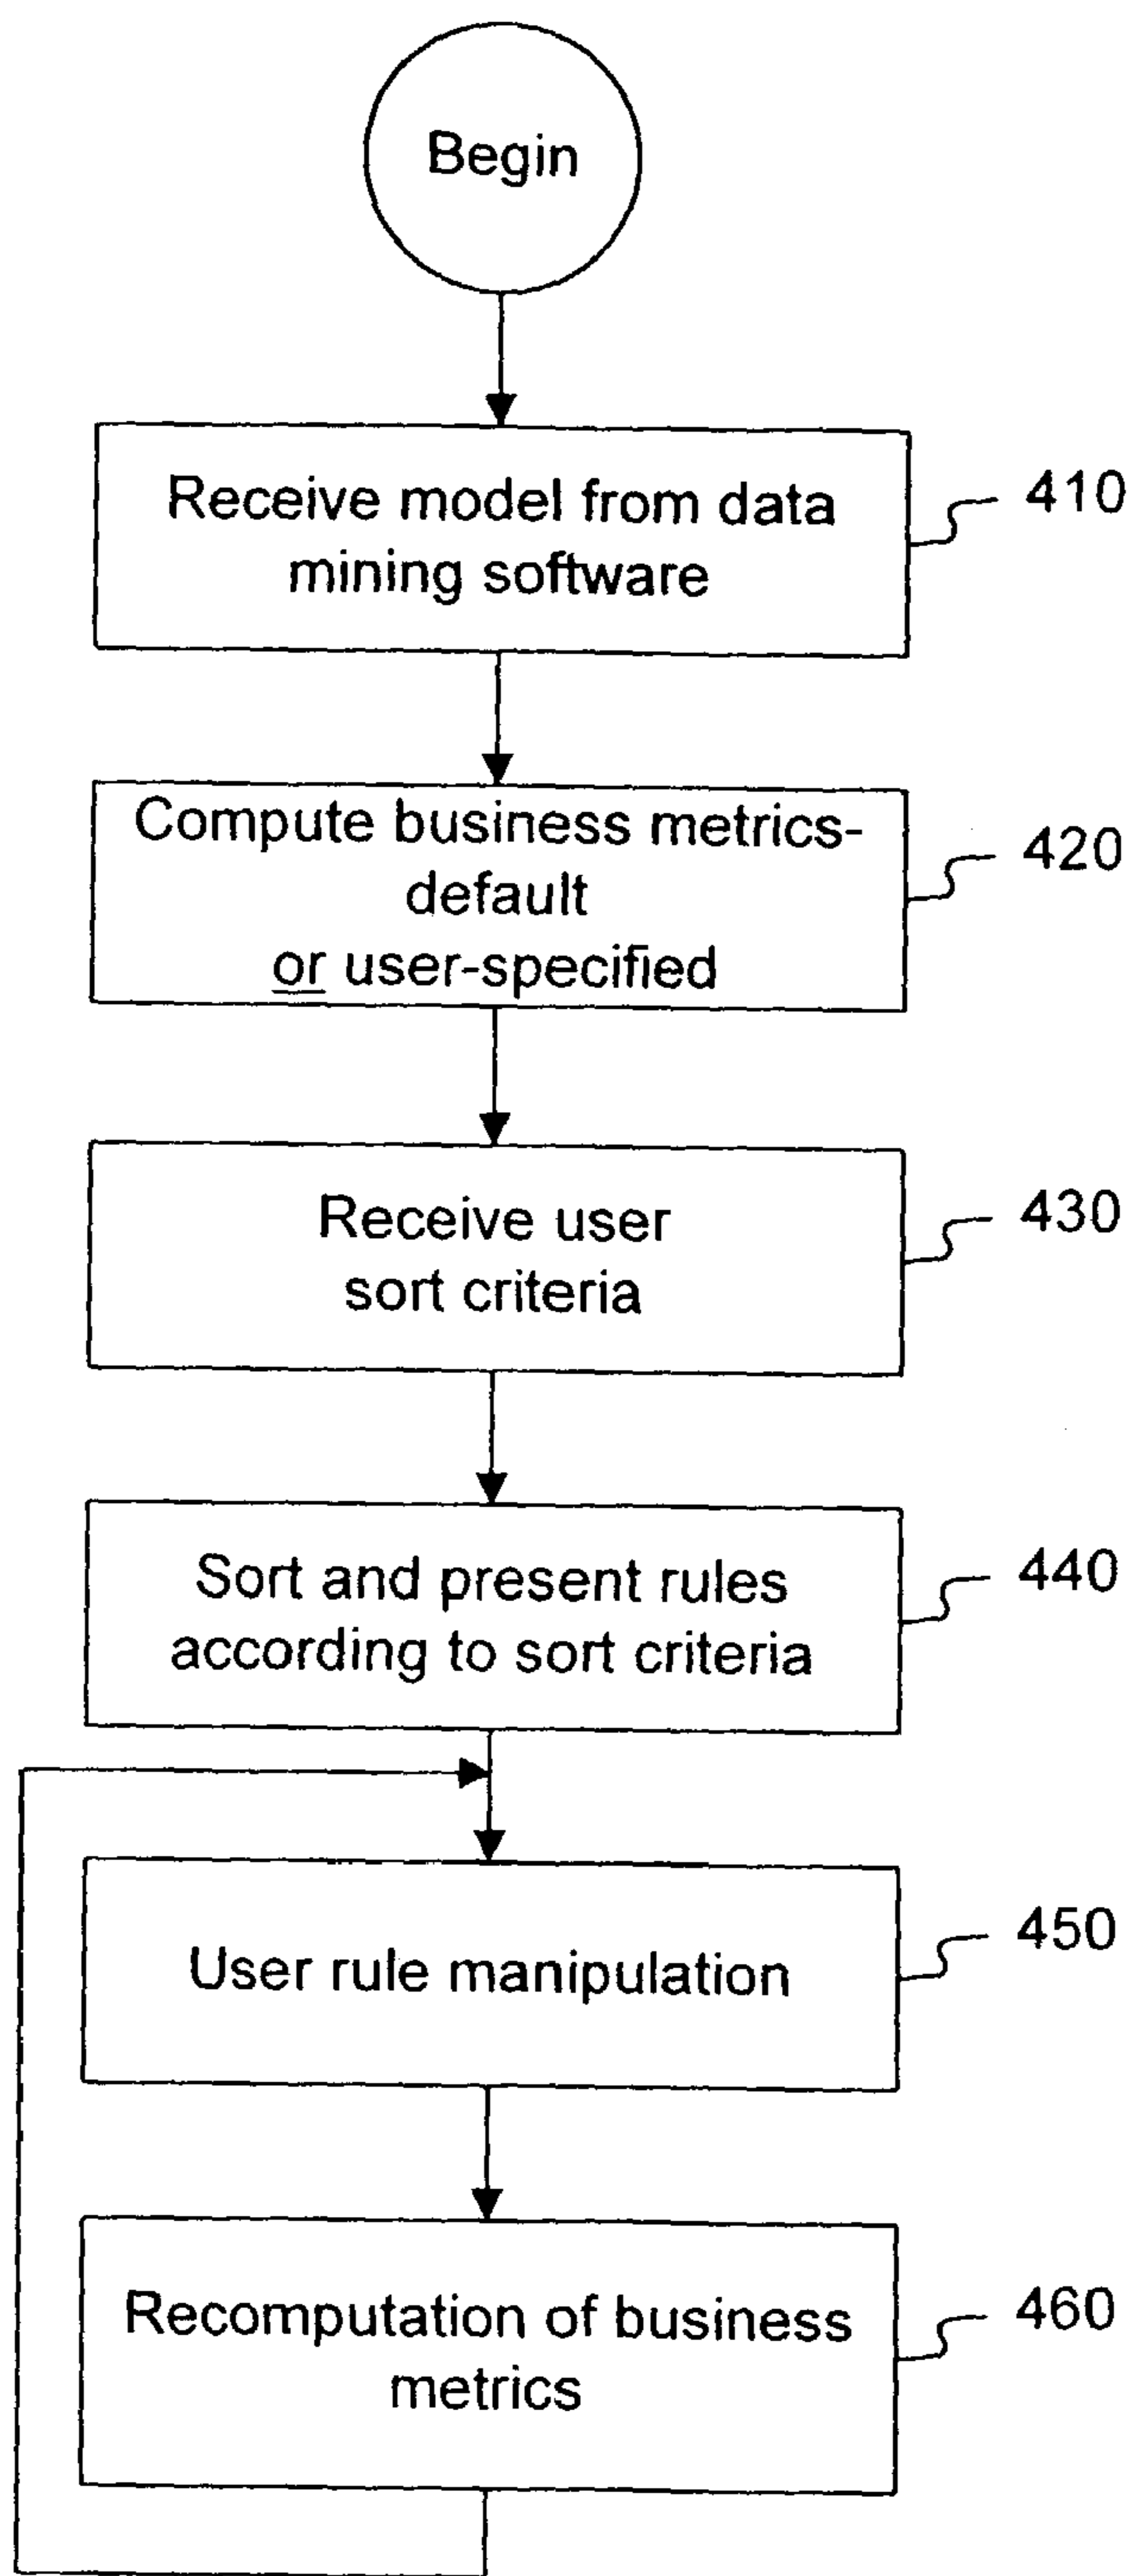 Begin
Receive model from data
mining software
410
Compute business metrics-
default
or user-specified
420
Receive user
sort criteria
430
Sort and present rules
according to sort criteria
440
User rule manipulation
450
Recomputation of business
metrics
460